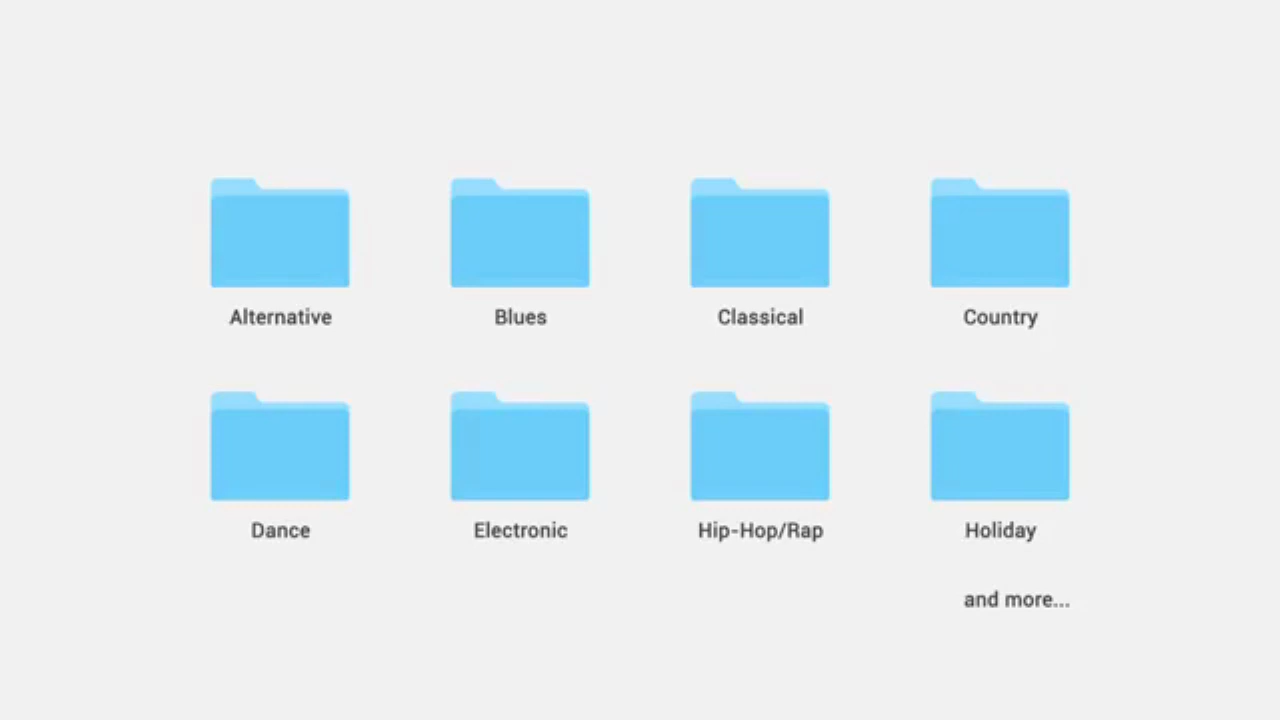 Alternative
Blues
Classical
Country
Dance
Electronic
Hip-Hop/Rap
Holiday
and more...